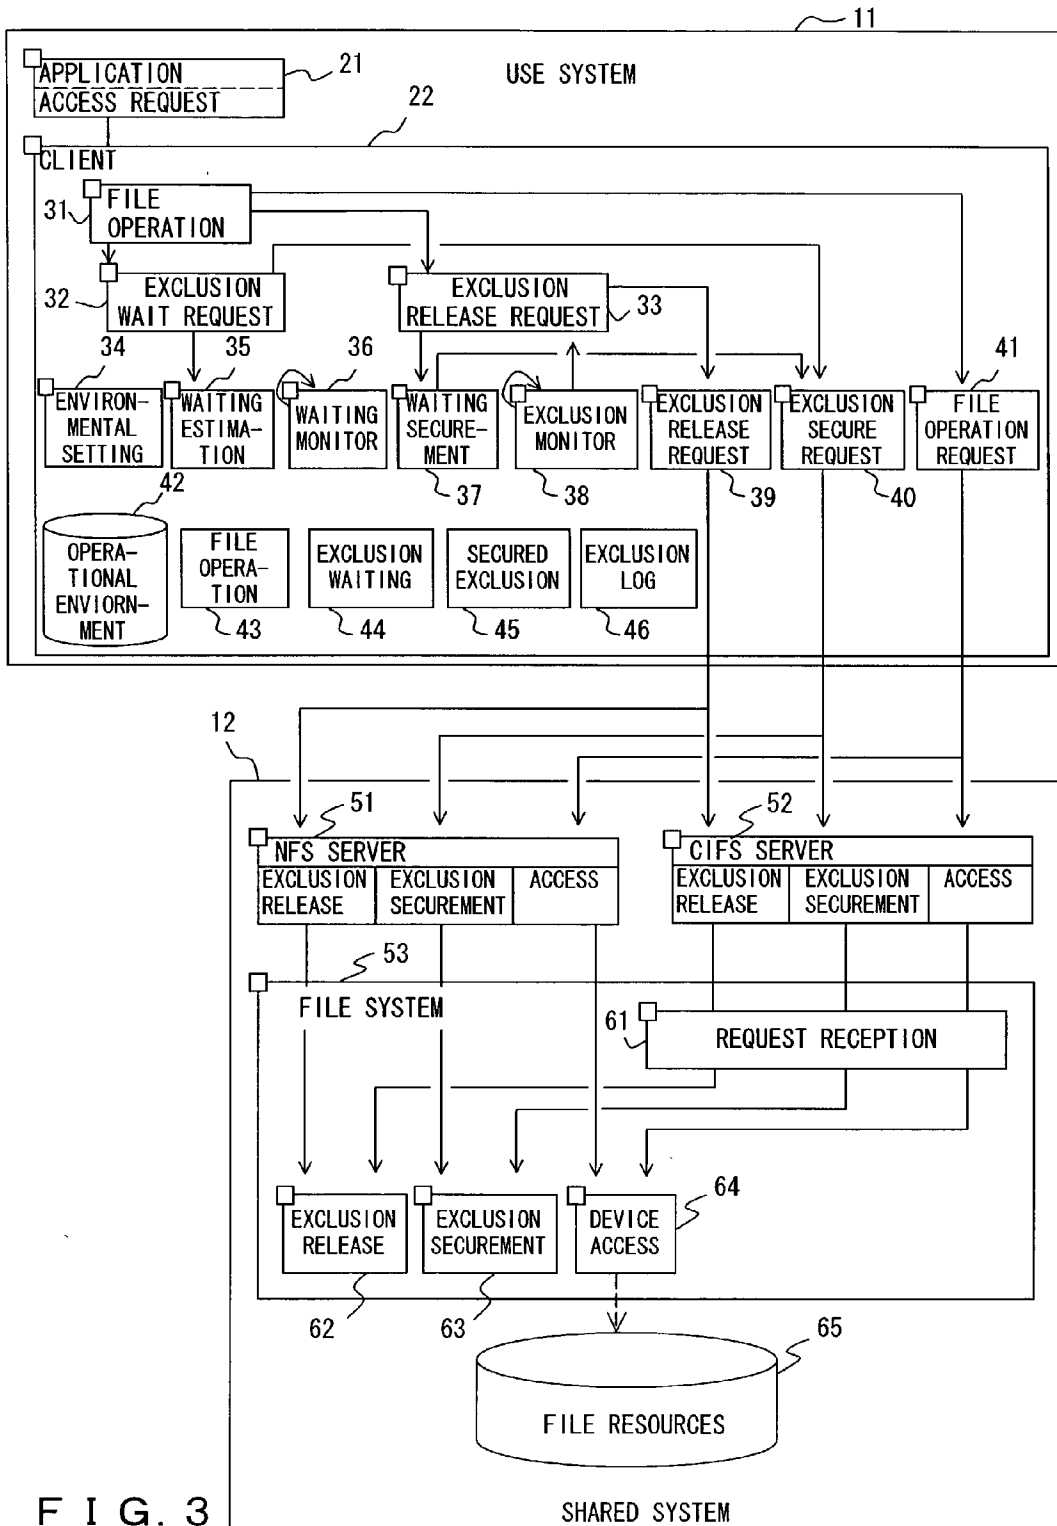 11
USE SYSTEM
21
APPLICATION
ACCESS REQUEST
22
CLIENT
31
FILE
OPERATION
32
EXCLUSION
WAIT REQUEST
EXCLUSION
RELEASE REQUEST
33
34
35
36
41
ENVIRON-
MENTAL
SETTING
WAITING
ESTIMA-
TION
WAITING
MONITOR
WAITING
SECURE-
MENT
EXCLUSION
MONITOR
EXCLUSION
RELEASE
REQUEST
EXCLUSION
SECURE
REQUEST
FILE
OPERATION
REQUEST
37
38
39
40
42
OPERA-
TIONAL
ENVIORN-
MENT
FILE
OPERA-
TION
EXCLUSION
WAITING
SECURED
EXCLUSION
EXCLUSION
LOG
43
44
45
46
12
51
NFS SERVER
EXCLUSION
RELEASE
EXCLUSION
SECUREMENT
ACCESS
52
CIFS SERVER
EXCLUSION
RELEASE
EXCLUSION
SECUREMENT
ACCESS
53
FILE SYSTEM
61
REQUEST RECEPTION
EXCLUSION
RELEASE
EXCLUSION
SECUREMENT
DEVICE
ACCESS
64
62
63
65
FILE RESOURCES
SHARED SYSTEM
FIG. 3